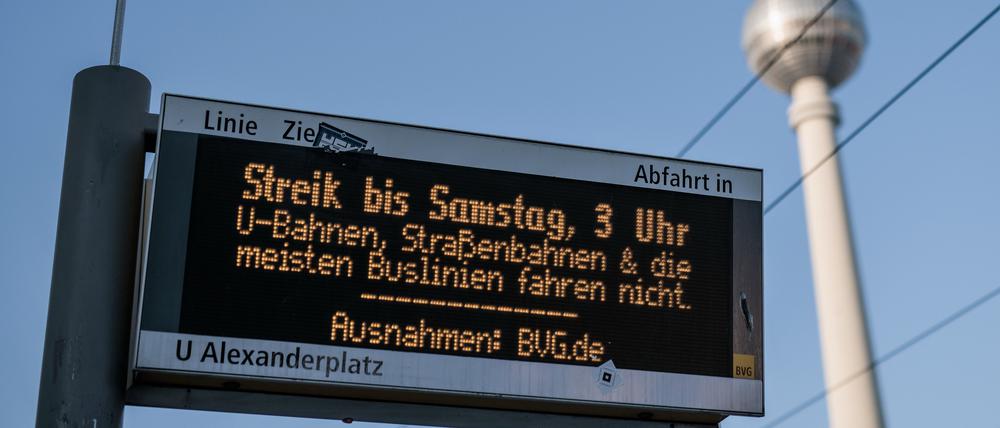 Linie Zie
Abfahrt in
Streik bis Samstag, 3 Uhr
U-Bahnen, Straßenbahnen & die
meisten Buslinien fahren nicht.
Ausnahmen: BVG.de
U Alexanderplatz
BVG